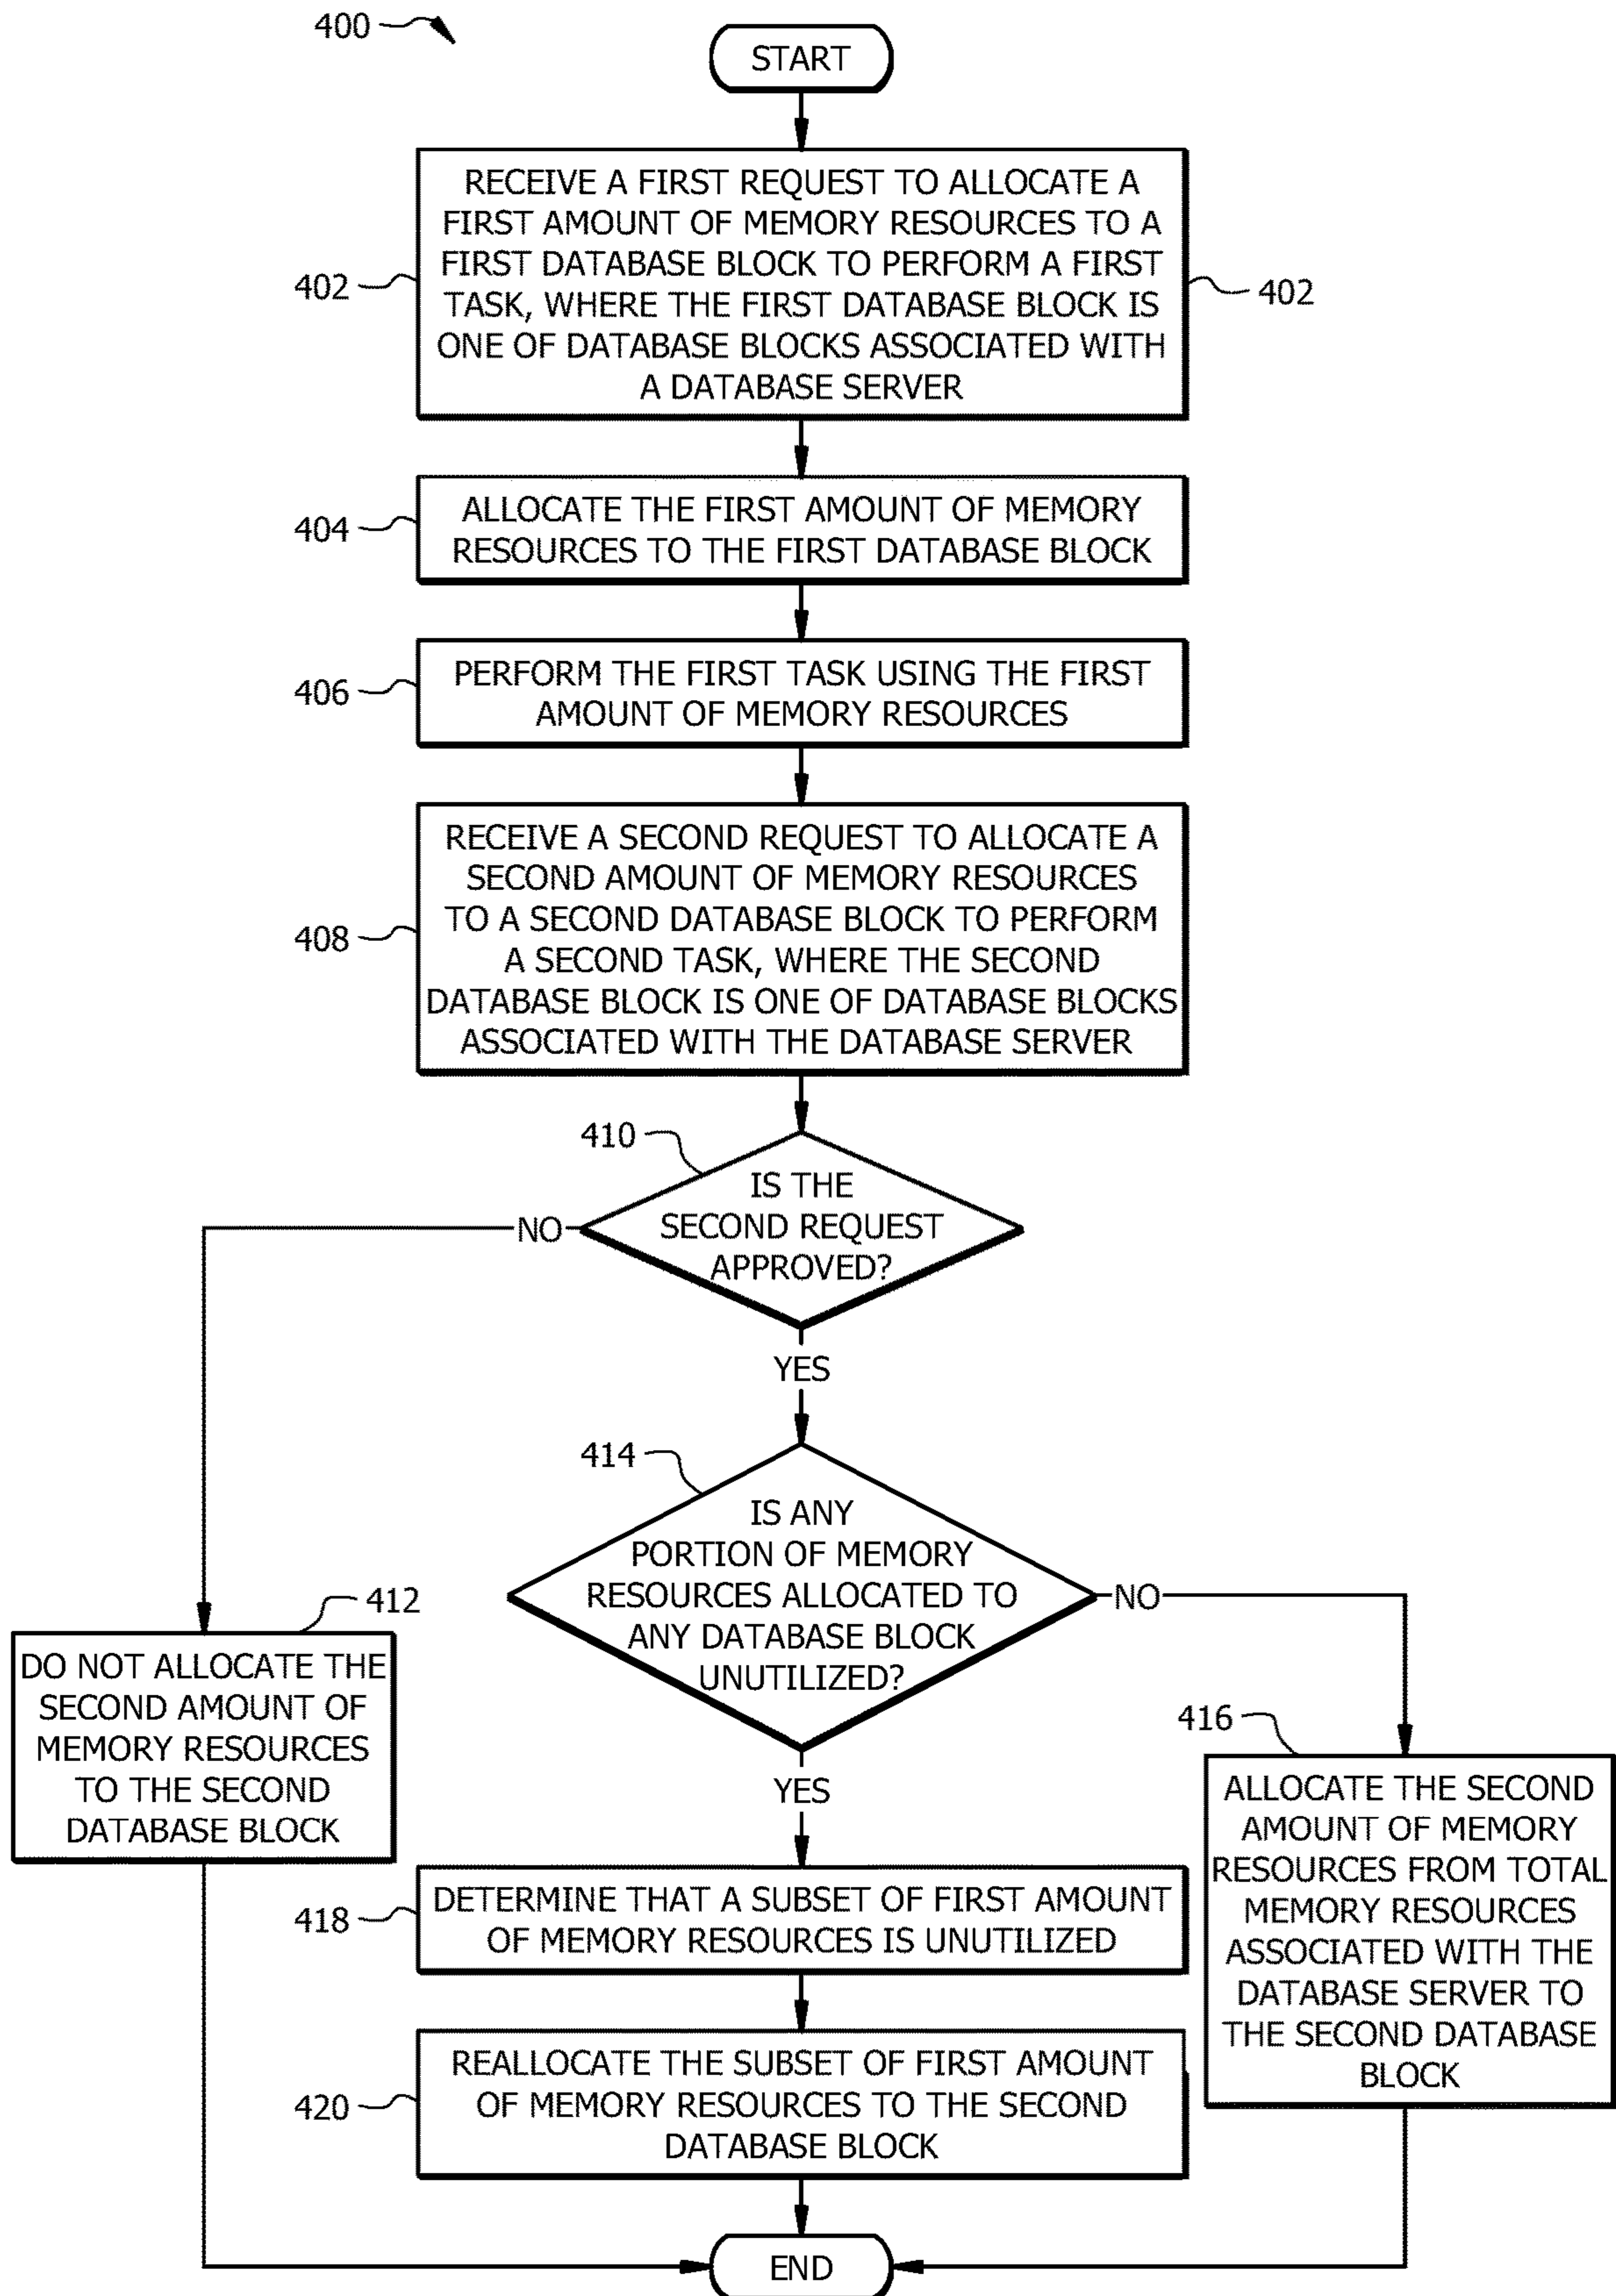 400
START
RECEIVE A FIRST REQUEST TO ALLOCATE A
FIRST AMOUNT OF MEMORY RESOURCES TO A
FIRST DATABASE BLOCK TO PERFORM A FIRST
TASK, WHERE THE FIRST DATABASE BLOCK IS
ONE OF DATABASE BLOCKS ASSOCIATED WITH
A DATABASE SERVER
402
402
404
ALLOCATE THE FIRST AMOUNT OF MEMORY
RESOURCES TO THE FIRST DATABASE BLOCK
406
PERFORM THE FIRST TASK USING THE FIRST
AMOUNT OF MEMORY RESOURCES
408
RECEIVE A SECOND REQUEST TO ALLOCATE A
SECOND AMOUNT OF MEMORY RESOURCES
TO A SECOND DATABASE BLOCK TO PERFORM
A SECOND TASK, WHERE THE SECOND
DATABASE BLOCK IS ONE OF DATABASE BLOCKS
ASSOCIATED WITH THE DATABASE SERVER
410
IS THE
SECOND REQUEST
APPROVED?
NO
YES
414
IS ANY
PORTION OF MEMORY
RESOURCES ALLOCATED TO
ANY DATABASE BLOCK
UNUTILIZED?
NO
YES
412
DO NOT ALLOCATE THE
SECOND AMOUNT OF
MEMORY RESOURCES
TO THE SECOND
DATABASE BLOCK
416
ALLOCATE THE SECOND
AMOUNT OF MEMORY
RESOURCES FROM TOTAL
MEMORY RESOURCES
ASSOCIATED WITH THE
DATABASE SERVER TO
THE SECOND DATABASE
BLOCK
418
DETERMINE THAT A SUBSET OF FIRST AMOUNT
OF MEMORY RESOURCES IS UNUTILIZED
420
REALLOCATE THE SUBSET OF FIRST AMOUNT
OF MEMORY RESOURCES TO THE SECOND
DATABASE BLOCK
END